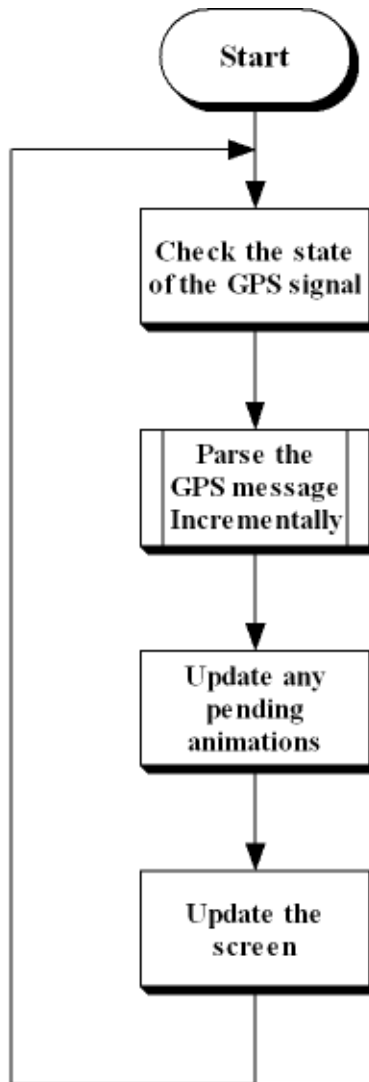 Start
Check the state
of the GPS signal
Parse the
GPS message
Incrementally
Update any
pending
animations
Update the
screen